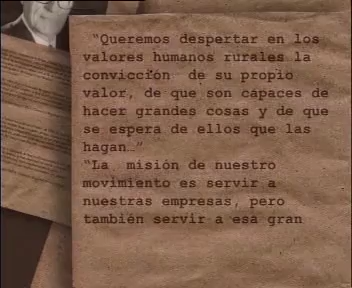 “Queremos despertar en los
valores humanos rurales la
convicción de su propio
valor, de que son capaces de
hacer grandes cosas y de que
se espera de ellos que las
hagan…”
“La misión de nuestro
movimiento es servir a
nuestras empresas, pero
también servir a esa gran